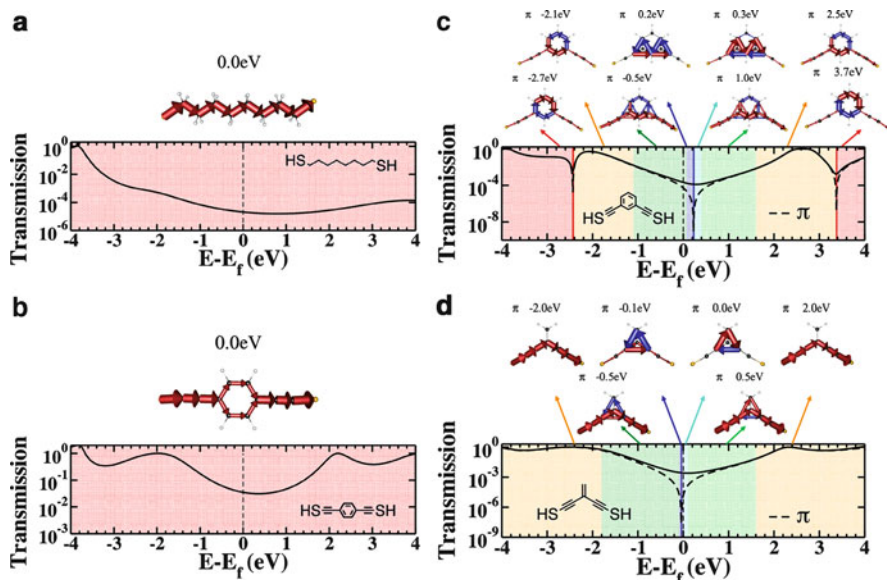 a
0.0eV
Transmission
10^0
10^-2
10^-4
10^-6
HS
SH
-4 -3 -2 -1 0 1 2 3 4
E-E_f (eV)
b
0.0eV
Transmission
10^0
10^-1
10^-2
10^-3
HS
SH
-4 -3 -2 -1 0 1 2 3 4
E-E_f (eV)
c
π -2.1eV π 0.2eV π 0.3eV π 2.5eV
π -2.7eV π -0.5eV π 1.0eV π 3.7eV
Transmission
10^0
10^-4
10^-8
HS
SH
π
-4 -3 -2 -1 0 1 2 3 4
E-E_f (eV)
d
π -2.0eV π -0.1eV π 0.0eV π 2.0eV
π -0.5eV π 0.5eV
Transmission
10^0
10^-3
10^-6
10^-9
HS
SH
π
-4 -3 -2 -1 0 1 2 3 4
E-E_f (eV)